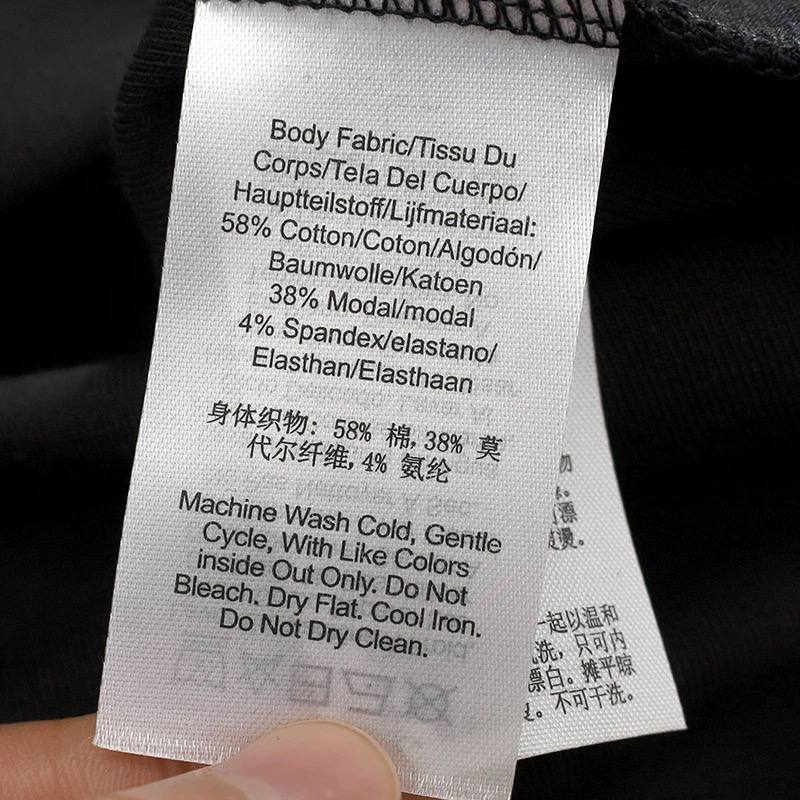 Body Fabric/Tissu Du
Corps/Tela Del Cuerpo/
Hauptteilstoff/Lijfmateriaal:
58% Cotton/Coton/Algodón/
Baumwolle/Katoen
38% Modal/modal
4% Spandex/elastano/
Elasthan/Elasthaan
身体织物: 58% 棉, 38% 莫
代尔纤维, 4% 氨纶
Machine Wash Cold, Gentle
Cycle, With Like Colors
inside Out Only. Do Not
Bleach. Dry Flat. Cool Iron.
Do Not Dry Clean.
物
漂
烫。
一起以温和
洗, 只可内
漂白。摊平晾
。不可干洗。